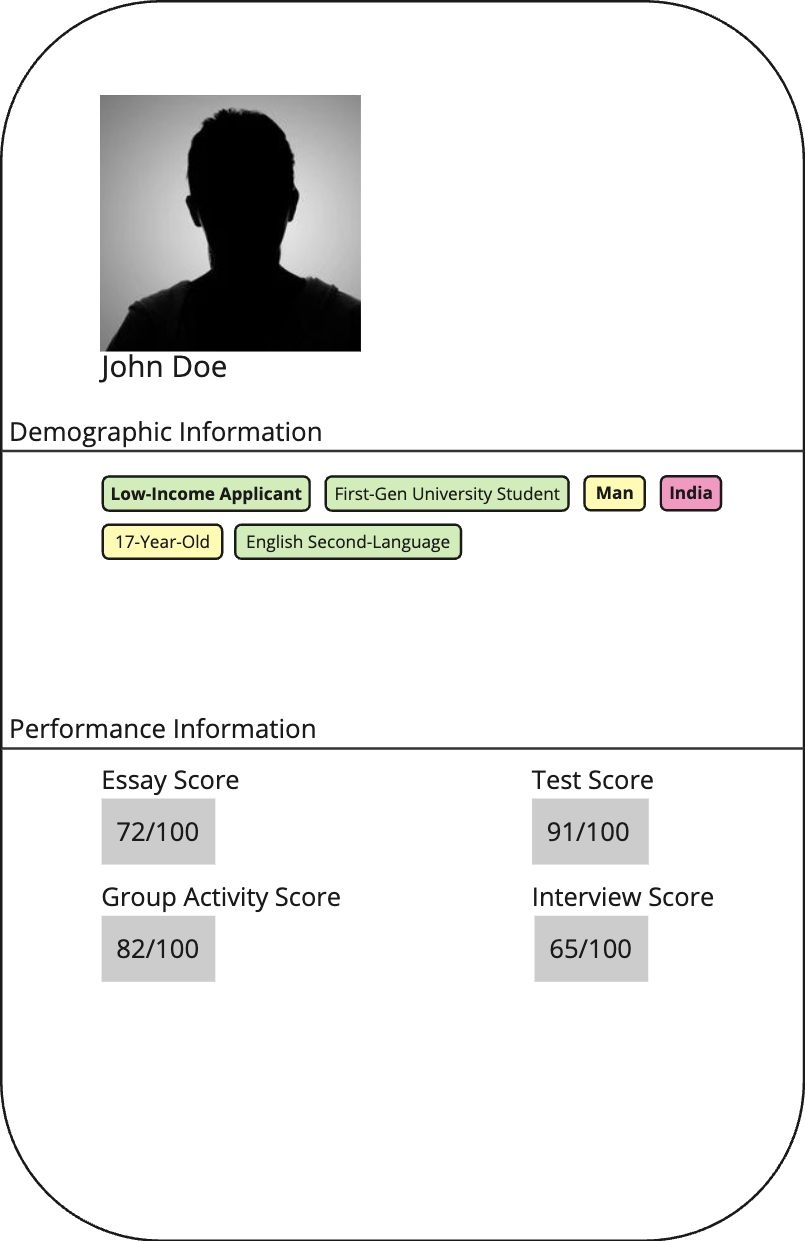 John Doe
Demographic Information
Low-Income Applicant First-Gen University Student Man India
17-Year-Old English Second-Language
Performance Information
Essay Score Test Score
72/100 91/100
Group Activity Score Interview Score
82/100 65/100